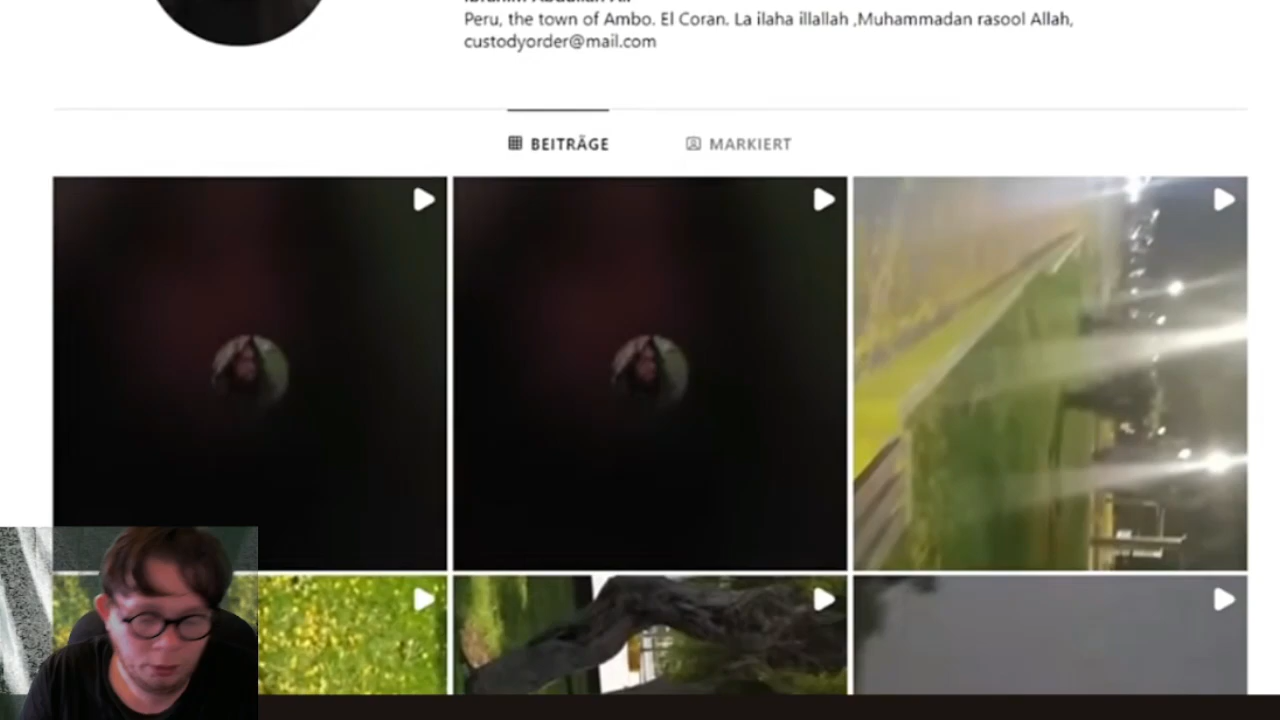 Peru, the town of Ambo. El Coran. La ilaha illallah ,Muhammadan rasool Allah,
custodyorder@mail.com
BEITRÄGE
MARKIERT